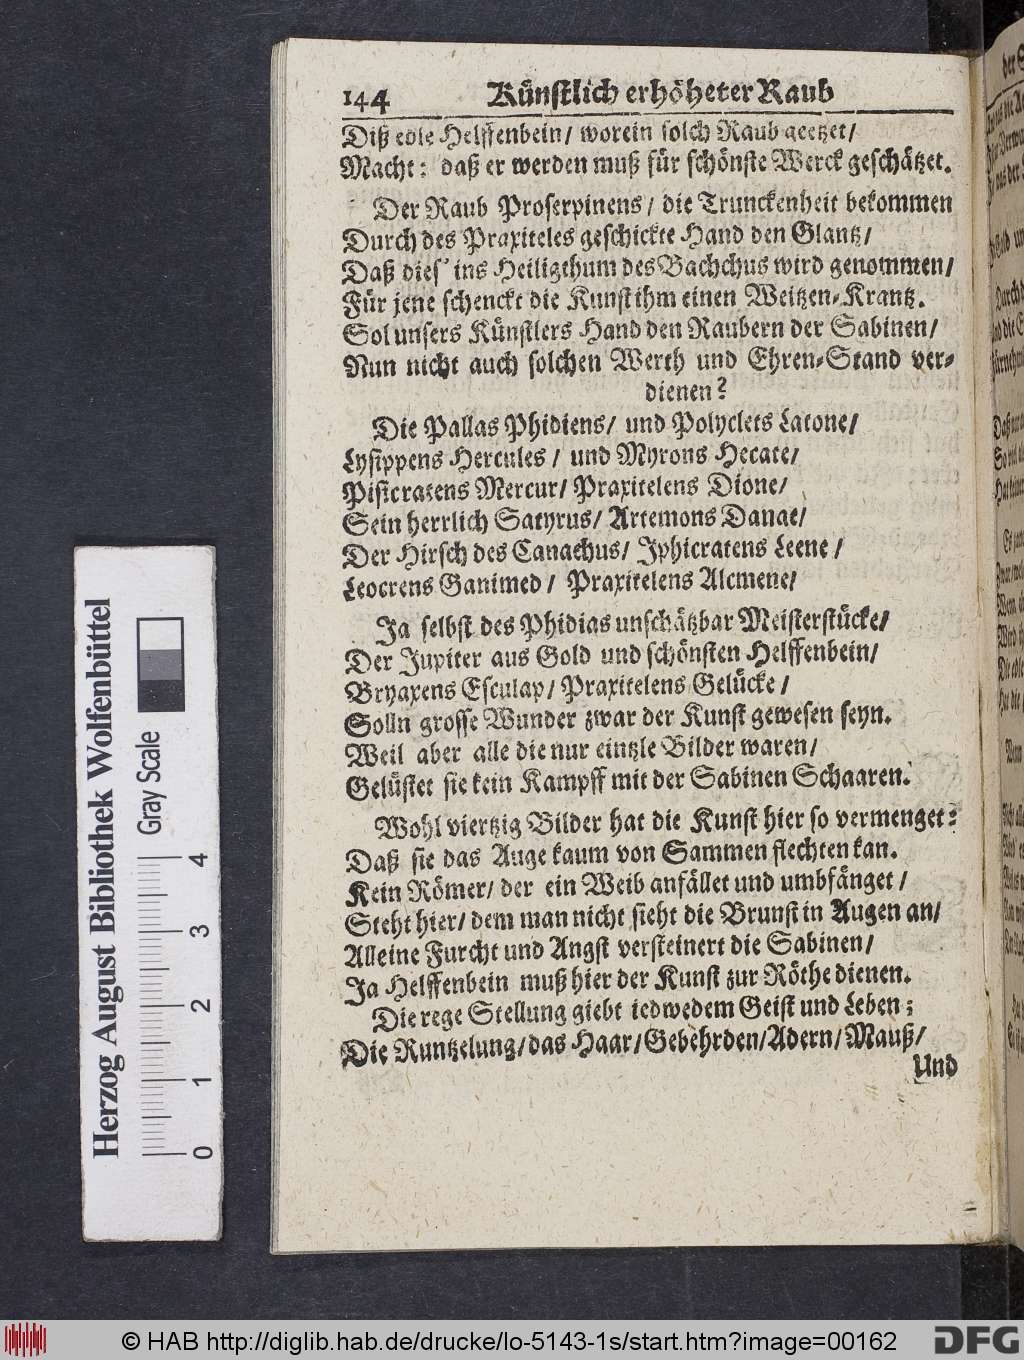 144 Künstlich erhöheter Raub
Diß edle Helffenbein/ worein solch Raub geetzet/
Macht: daß er werden muß für schönste Werck geschätzet.
Der Raub Proserpinens/ die Trunckenheit bekommen
Durch des Praxiteles geschickte Hand den Glantz/
Daß dies' ins Heiligthum des Bachchus wird genommen/
Für jene schenckt die Kunst ihm einen Weitzen-Krantz.
Sol unsers Künstlers Hand den Raubern der Sabinen/
Nun nicht auch solchen Werth und Ehren-Stand ver-
dienen?
Die Pallas Phidiens/ und Polyclets Latone/
Lysippens Hercules/ und Myrons Hecate/
Pisicratens Mercur/ Praxitelens Dione/
Sein herrlich Satyrus/ Artemons Danae/
Der Hirsch des Canachus/ Iphicratens Leene/
Leocrens Ganimed/ Praxitelens Alcmene/
Ja selbst des Phidias unschätzbar Meisterstücke/
Der Jupiter aus Gold und schönsten Helffenbein/
Bryaxens Esculap/ Praxitelens Gelücke/
Solln grosse Wunder zwar der Kunst gewesen seyn.
Weil aber alle die nur eintzle Bilder waren/
Gelüstet sie kein Kampff mit der Sabinen Schaaren.
Wohl viertzig Bilder hat die Kunst hier so vermenget:
Daß sie das Auge kaum von Sammen flechten kan.
Kein Römer/ der ein Weib anfället und umbfänget/
Steht hier/ dem man nicht sieht die Brunst in Augen an/
Alleine Furcht und Angst versteinert die Sabinen/
Ja Helffenbein muß hier der Kunst zur Röthe dienen.
Die rege Stellung giebt iedwedem Geist und Leben;
Die Runtzelung/ das Haar/ Gebehrden/ Adern/ Mauß/
Und
Herzog August Bibliothek Wolfenbüttel
Gray Scale
0 1 2 3 4
© HAB http://diglib.hab.de/drucke/lo-5143-1s/start.htm?image=00162
DFG